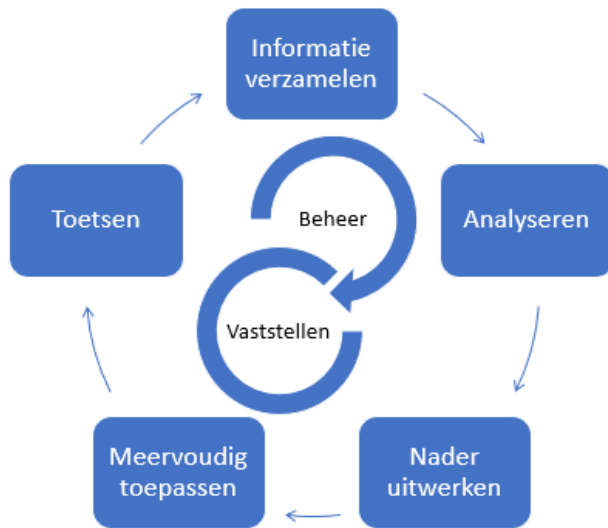 Informatie
verzamelen
Analyseren
Nader
uitwerken
Meervoudig
toepassen
Toetsen
Beheer
Vaststellen